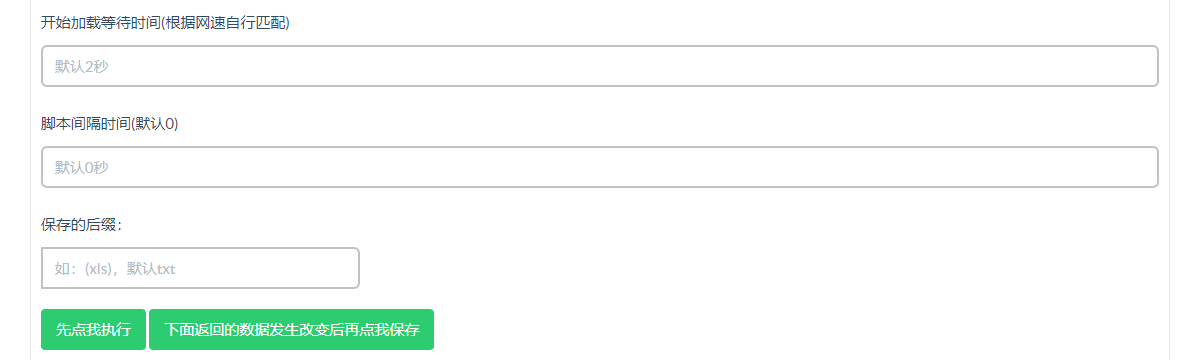 开始加载等待时间(根据网速自行匹配)
默认2秒
脚本间隔时间(默认0)
默认0秒
保存的后缀：
如：(xls)，默认txt
先点我执行 下面返回的数据发生改变后再点我保存